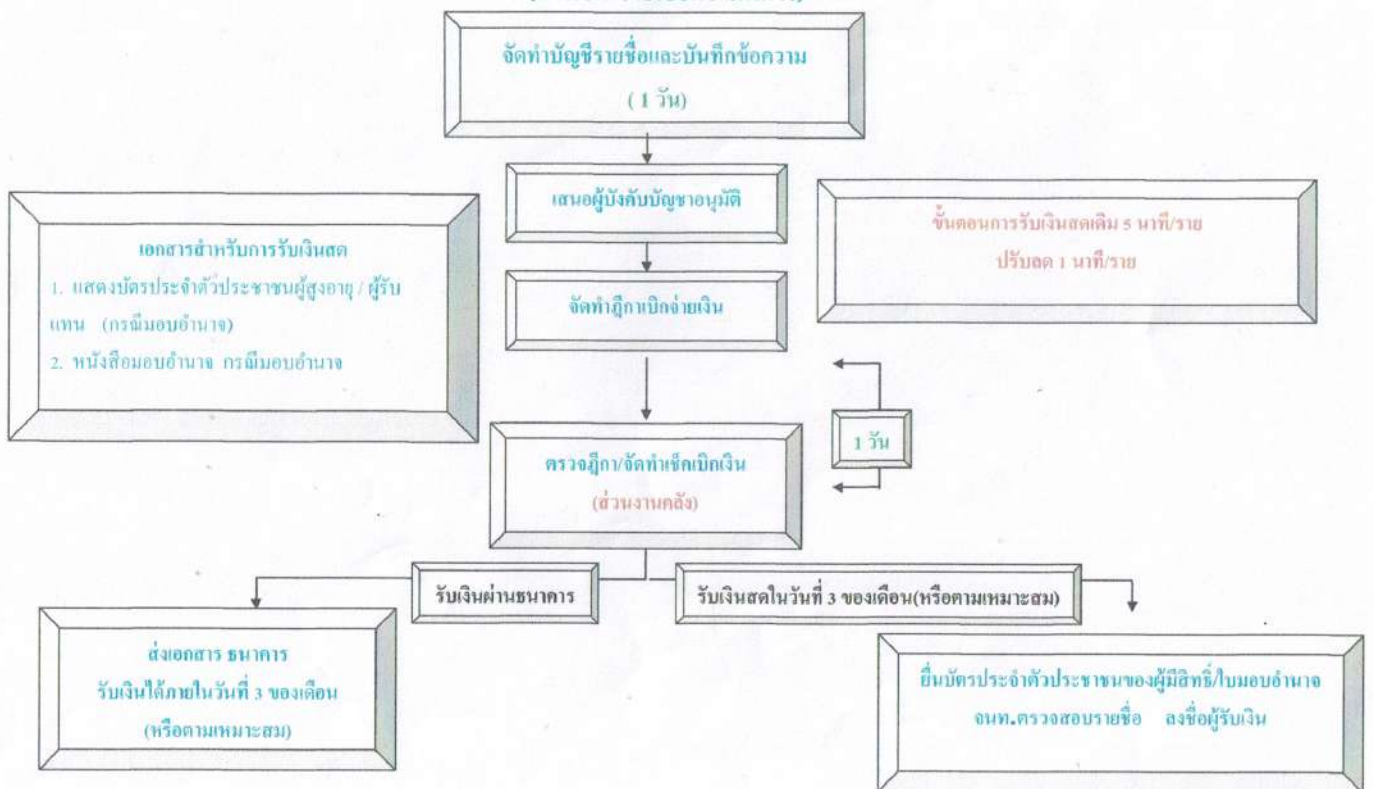 จัดทำบัญชีรายชื่อและบันทึกข้อความ
( 1 วัน)
เสนอผู้บังคับบัญชาอนุมัติ
เอกสารสำหรับการรับเงินสด
1. แสดงบัตรประจำตัวประชาชนผู้สูงอายุ / ผู้รับ
แทน (กรณีมอบอำนาจ)
2. หนังสือมอบอำนาจ กรณีมอบอำนาจ
ขั้นตอนการรับเงินสดเดิม 5 นาที/ราย
ปรับลด 1 นาที/ราย
จัดทำฎีกาเบิกจ่ายเงิน
1 วัน
ตรวจฎีกา/จัดทำเช็คเบิกเงิน
(ส่วนงานคลัง)
รับเงินผ่านธนาคาร
รับเงินสดในวันที่ 3 ของเดือน(หรือตามเหมาะสม)
ส่งเอกสาร ธนาคาร
รับเงินได้ภายในวันที่ 3 ของเดือน
(หรือตามเหมาะสม)
ยื่นบัตรประจำตัวประชาชนของผู้มีสิทธิ์/ใบมอบอำนาจ
จนท.ตรวจสอบรายชื่อ ลงชื่อผู้รับเงิน